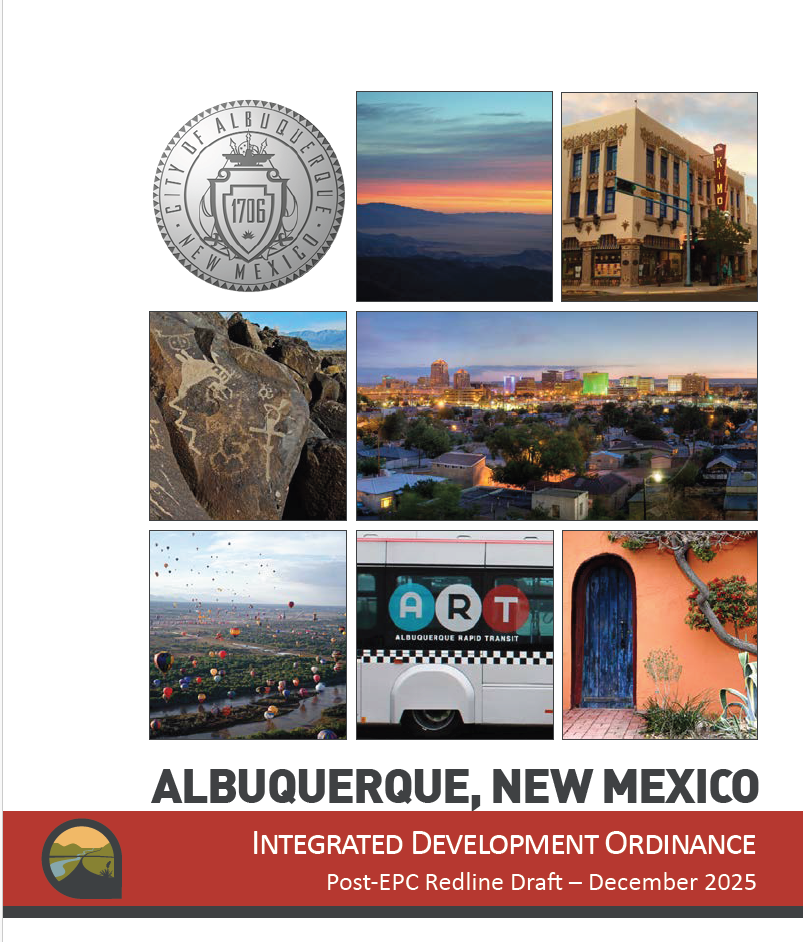 CITY OF ALBUQUERQUE
1706
NEW MEXICO
KIMO
ART
ALBUQUERQUE RAPID TRANSIT
ALBUQUERQUE, NEW MEXICO
INTEGRATED DEVELOPMENT ORDINANCE
Post-EPC Redline Draft – December 2025